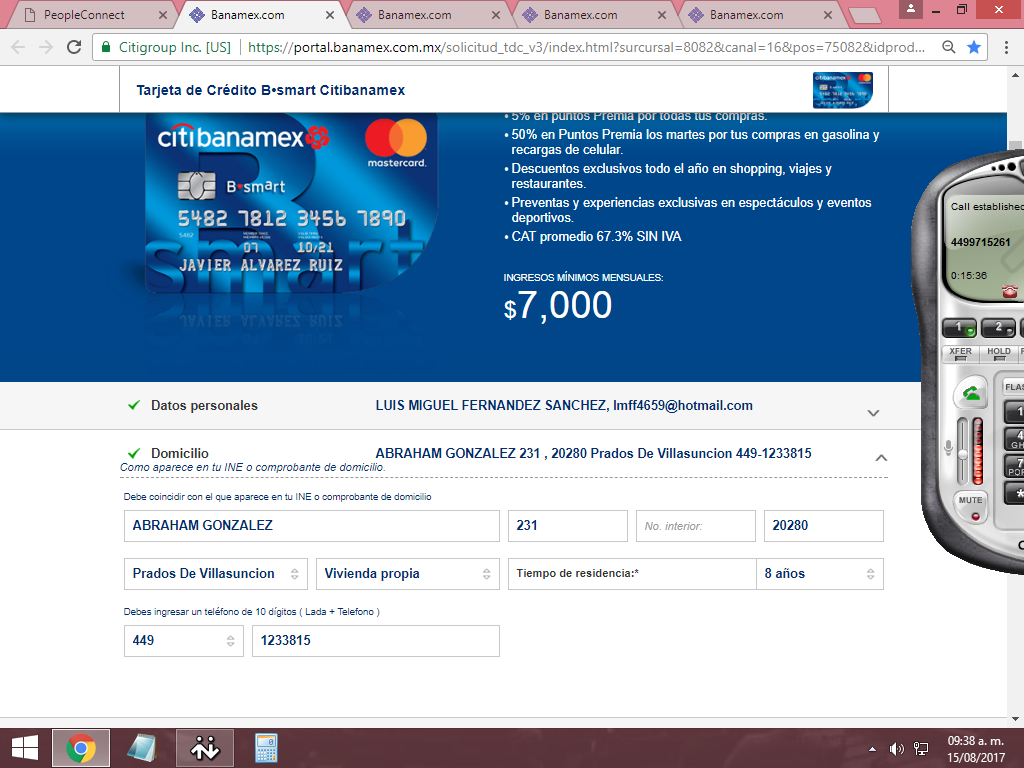 PeopleConnect
Banamex.com
Banamex.com
Banamex.com
Banamex.com
Citigroup Inc. [US]
https://portal.banamex.com.mx/solicitud_tdc_v3/index.html?surcursal=8082&canal=16&pos=75082&idprod...
Tarjeta de Crédito B•smart Citibanamex
• 5% en puntos Premia por todas tus compras.
• 50% en Puntos Premia los martes por tus compras en gasolina y
recargas de celular.
• Descuentos exclusivos todo el año en shopping, viajes y
restaurantes.
• Preventas y experiencias exclusivas en espectáculos y eventos
deportivos.
• CAT promedio 67.3% SIN IVA
INGRESOS MÍNIMOS MENSUALES:
$7,000
citibanamex
mastercard.
B•smart
5482 7812 3456 7890
5482
07 10/21
JAVIER ALVAREZ RUIZ
smart
Call established
4499715261
0:15:36
1 2
XFER HOLD
FLAS
1
4
GH
7
*
MUTE
Datos personales
LUIS MIGUEL FERNANDEZ SANCHEZ, lmff4659@hotmail.com
Domicilio
ABRAHAM GONZALEZ 231 , 20280 Prados De Villasuncion 449-1233815
Como aparece en tu INE o comprobante de domicilio.
Debe coincidir con el que aparece en tu INE o comprobante de domicilio
ABRAHAM GONZALEZ
231
No. interior:
20280
Prados De Villasuncion
Vivienda propia
Tiempo de residencia:*
8 años
Debes ingresar un teléfono de 10 dígitos ( Lada + Telefono )
449
1233815
09:38 a. m.
15/08/2017